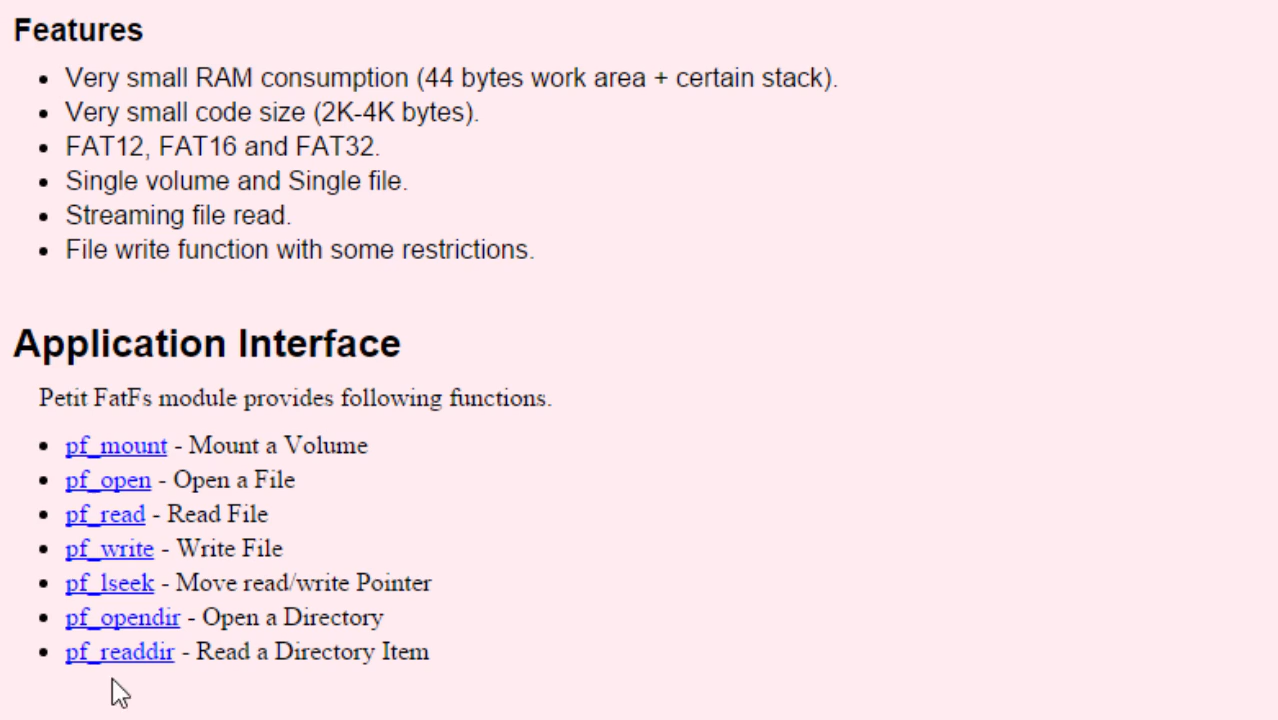 Features
• Very small RAM consumption (44 bytes work area + certain stack).
• Very small code size (2K-4K bytes).
• FAT12, FAT16 and FAT32.
• Single volume and Single file.
• Streaming file read.
• File write function with some restrictions.
Application Interface
Petit FatFs module provides following functions.
• pf_mount - Mount a Volume
• pf_open - Open a File
• pf_read - Read File
• pf_write - Write File
• pf_lseek - Move read/write Pointer
• pf_opendir - Open a Directory
• pf_readdir - Read a Directory Item